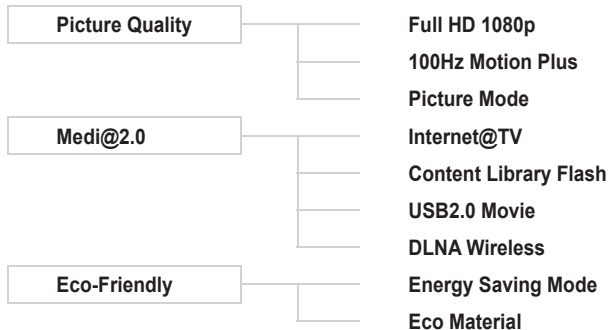 Picture Quality
Full HD 1080p
100Hz Motion Plus
Picture Mode
Medi@2.0
Internet@TV
Content Library Flash
USB2.0 Movie
DLNA Wireless
Eco-Friendly
Energy Saving Mode
Eco Material